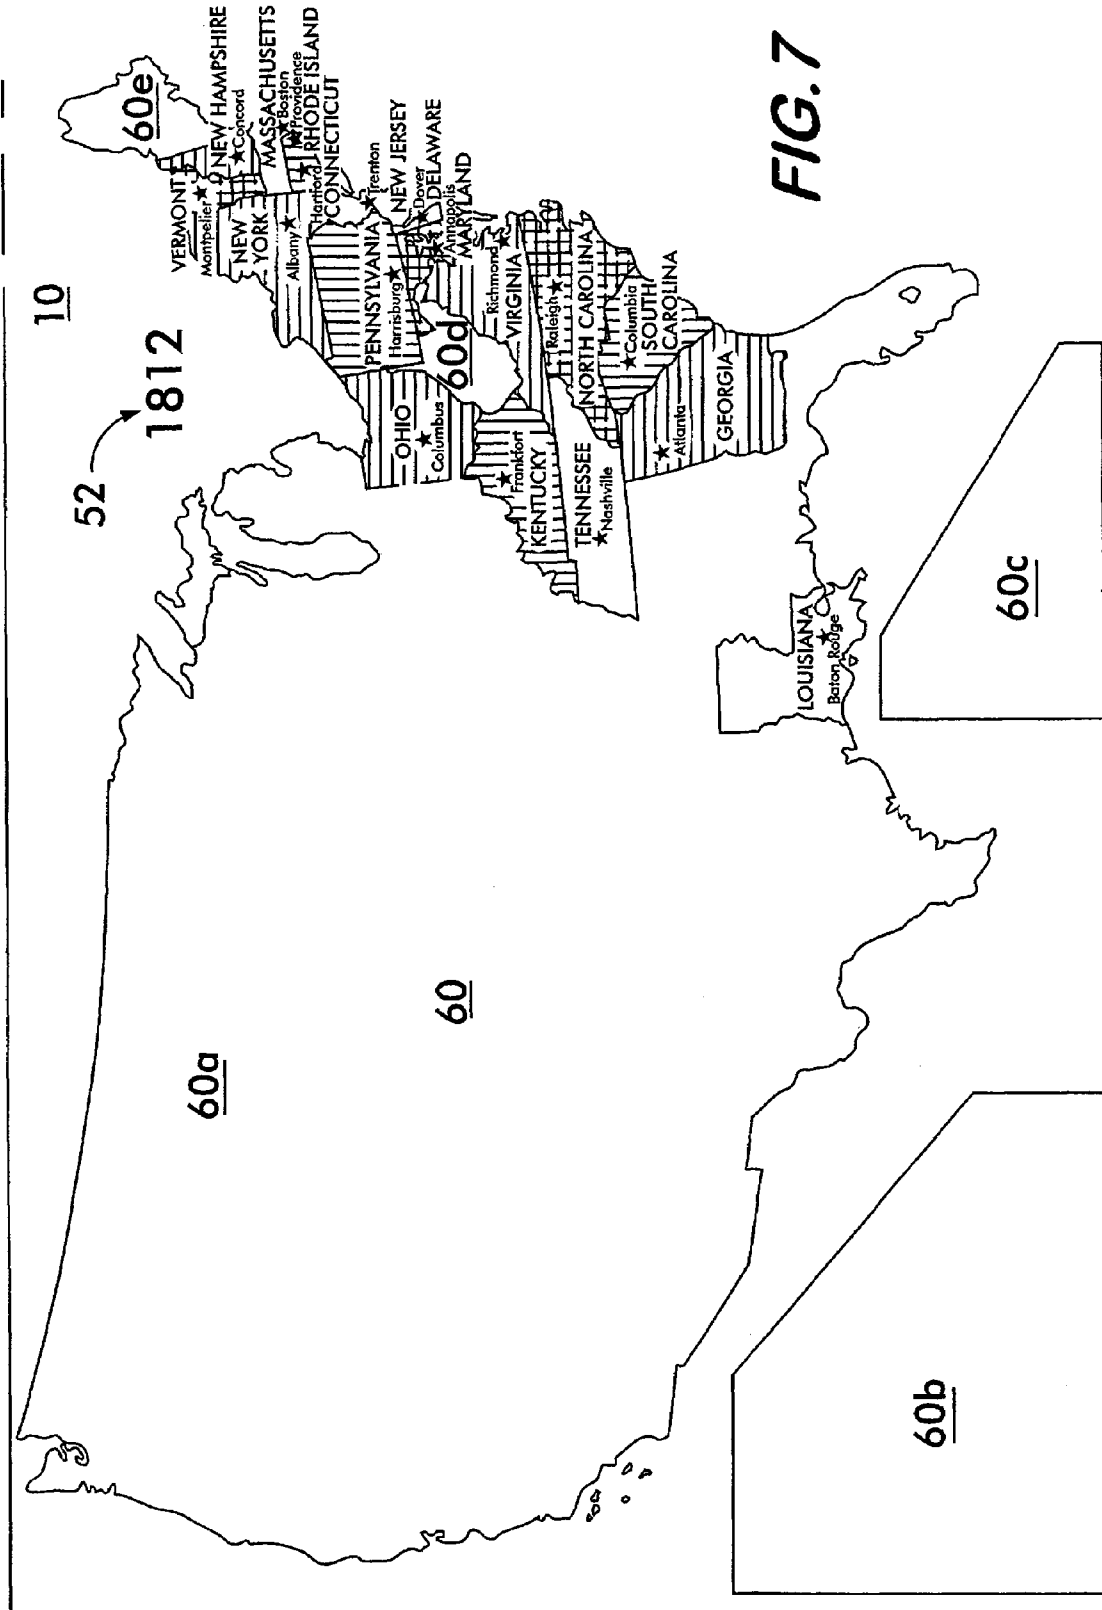 10
52
1812
60e
VERMONT
Montpelier
NEW HAMPSHIRE
Concord
NEW
YORK
Albany
MASSACHUSETTS
Boston
Providence
RHODE ISLAND
Hartford
CONNECTICUT
PENNSYLVANIA
Harrisburg
Trenton
NEW JERSEY
Dover
DELAWARE
Annapolis
MARYLAND
OHIO
Columbus
60d
Richmond
VIRGINIA
Frankfort
KENTUCKY
Raleigh
NORTH CAROLINA
TENNESSEE
Nashville
Columbia
SOUTH
CAROLINA
Atlanta
GEORGIA
60a
60
LOUISIANA
Baton Rouge
60b
60c
FIG. 7